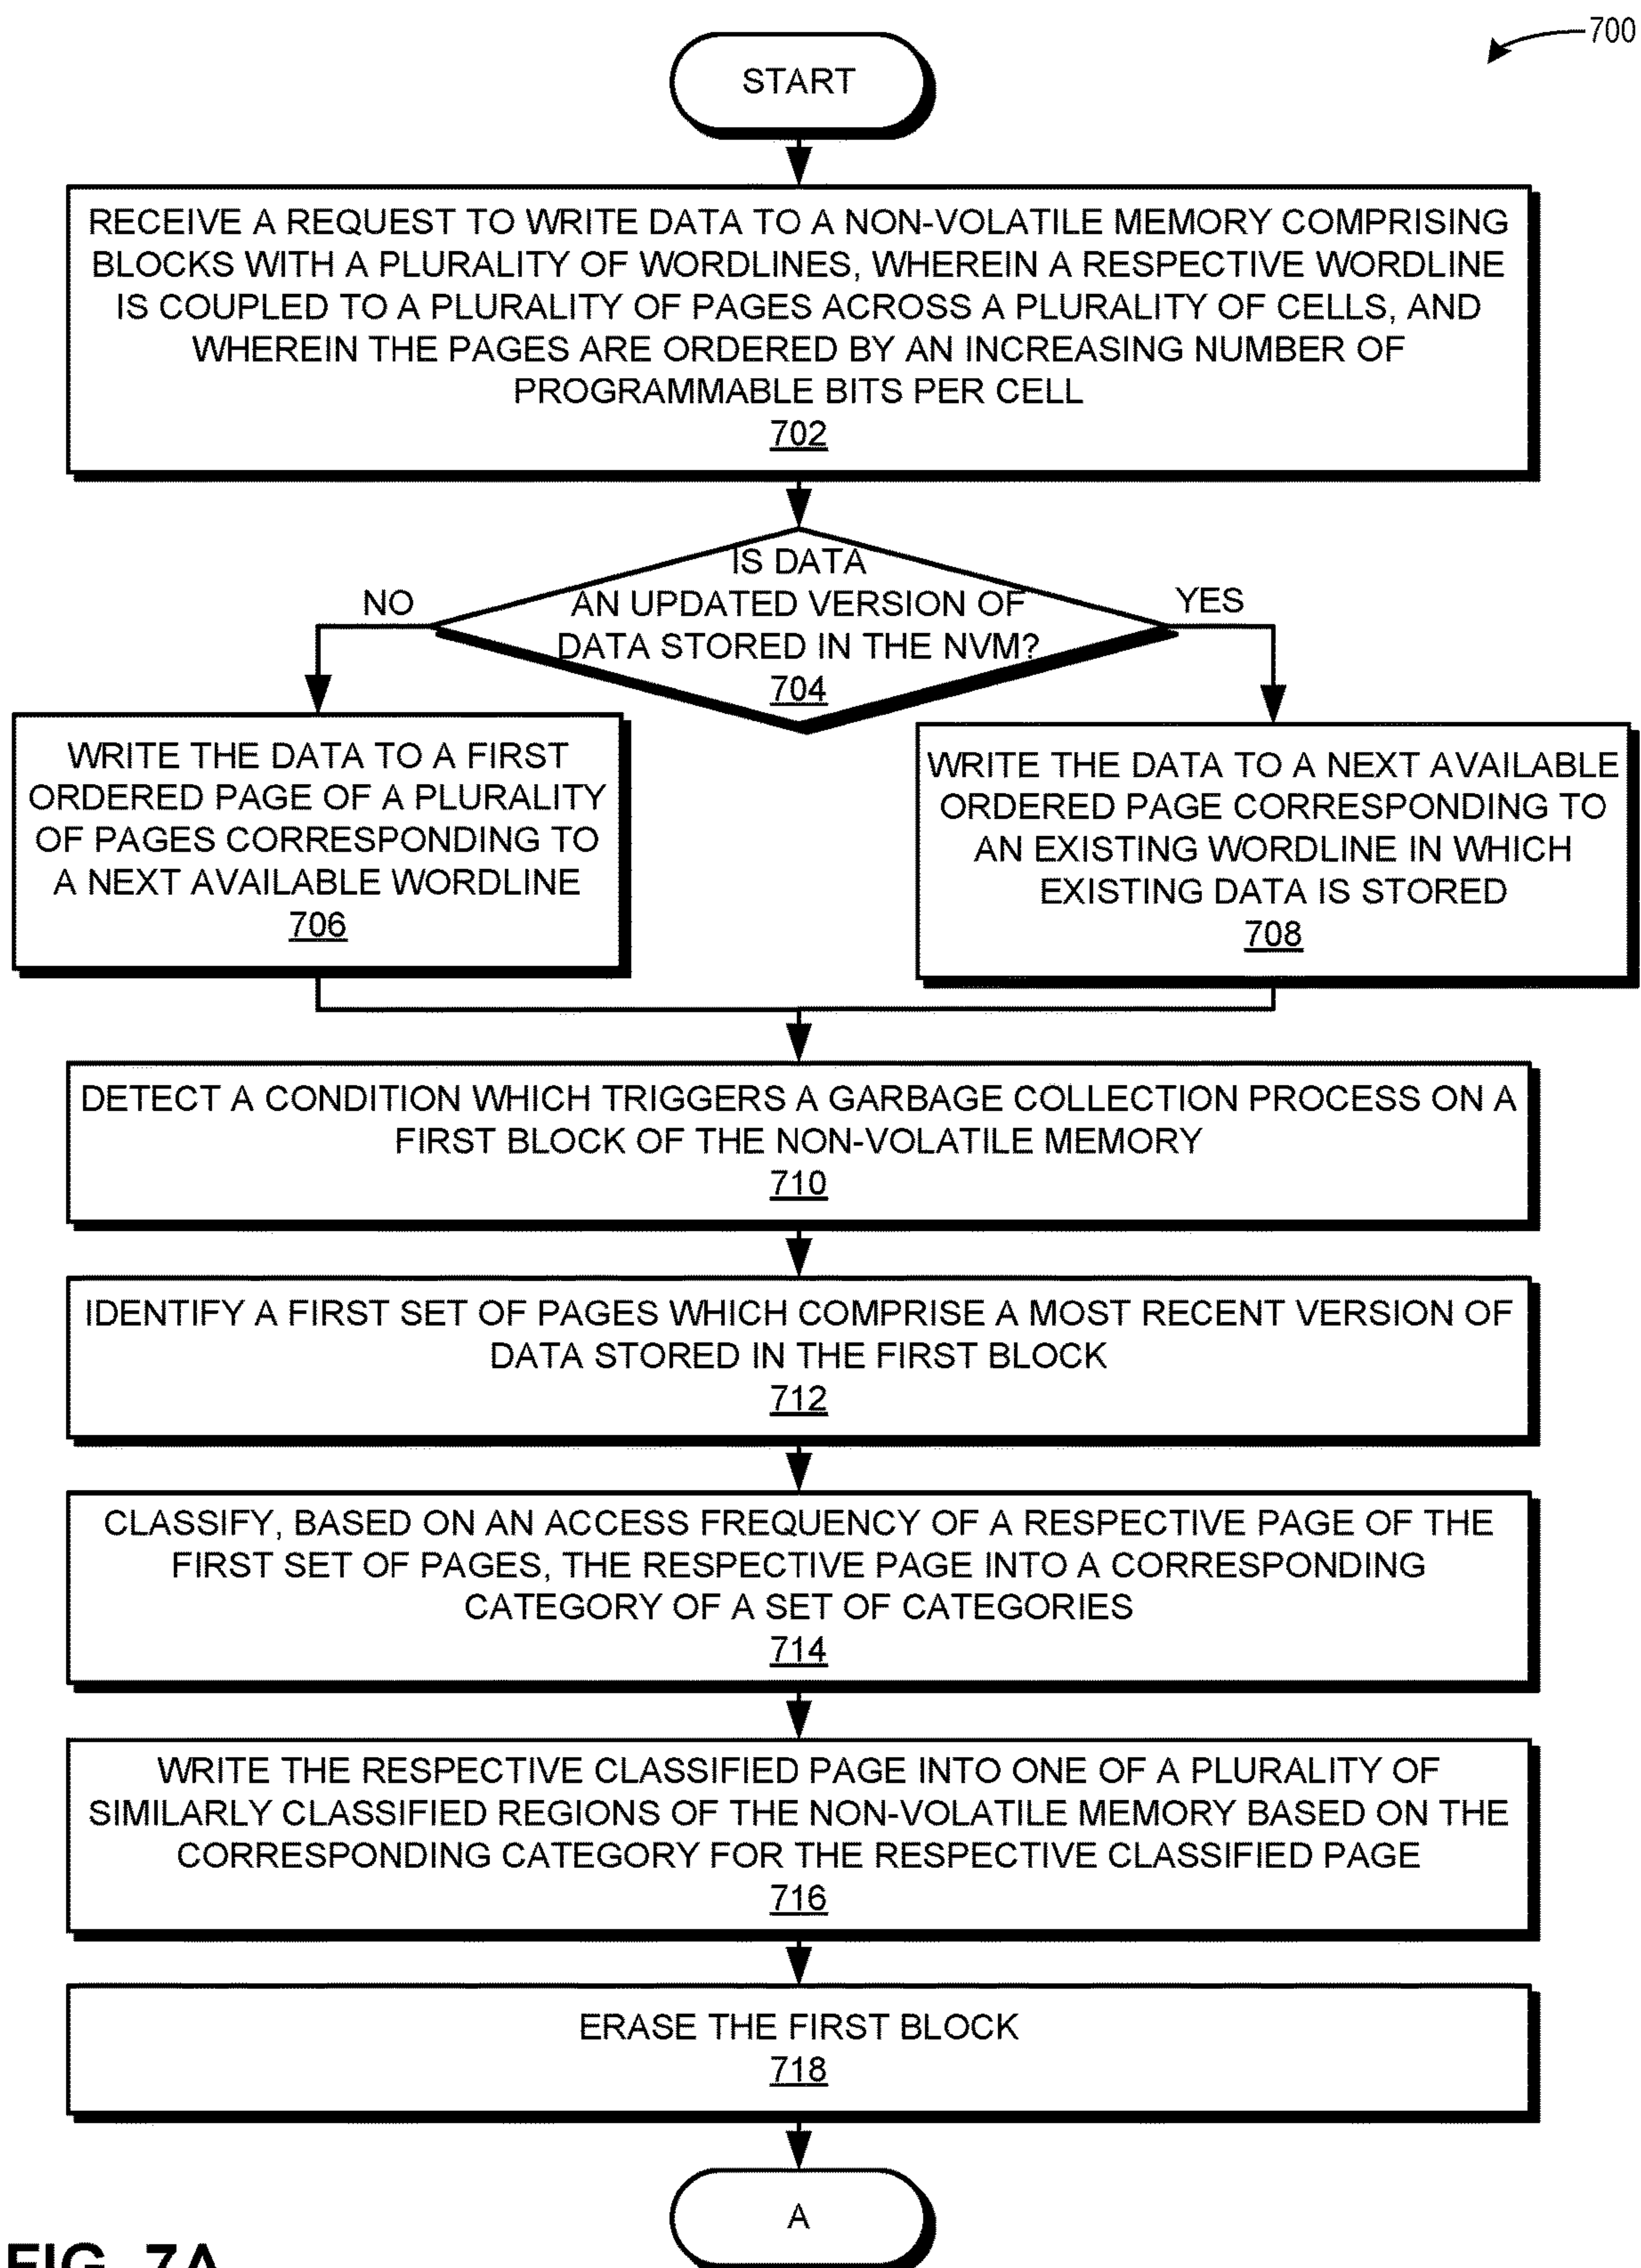 700
START
RECEIVE A REQUEST TO WRITE DATA TO A NON-VOLATILE MEMORY COMPRISING
BLOCKS WITH A PLURALITY OF WORDLINES, WHEREIN A RESPECTIVE WORDLINE
IS COUPLED TO A PLURALITY OF PAGES ACROSS A PLURALITY OF CELLS, AND
WHEREIN THE PAGES ARE ORDERED BY AN INCREASING NUMBER OF
PROGRAMMABLE BITS PER CELL
702
IS DATA
AN UPDATED VERSION OF
DATA STORED IN THE NVM?
704
NO
YES
WRITE THE DATA TO A FIRST
ORDERED PAGE OF A PLURALITY
OF PAGES CORRESPONDING TO
A NEXT AVAILABLE WORDLINE
706
WRITE THE DATA TO A NEXT AVAILABLE
ORDERED PAGE CORRESPONDING TO
AN EXISTING WORDLINE IN WHICH
EXISTING DATA IS STORED
708
DETECT A CONDITION WHICH TRIGGERS A GARBAGE COLLECTION PROCESS ON A
FIRST BLOCK OF THE NON-VOLATILE MEMORY
710
IDENTIFY A FIRST SET OF PAGES WHICH COMPRISE A MOST RECENT VERSION OF
DATA STORED IN THE FIRST BLOCK
712
CLASSIFY, BASED ON AN ACCESS FREQUENCY OF A RESPECTIVE PAGE OF THE
FIRST SET OF PAGES, THE RESPECTIVE PAGE INTO A CORRESPONDING
CATEGORY OF A SET OF CATEGORIES
714
WRITE THE RESPECTIVE CLASSIFIED PAGE INTO ONE OF A PLURALITY OF
SIMILARLY CLASSIFIED REGIONS OF THE NON-VOLATILE MEMORY BASED ON THE
CORRESPONDING CATEGORY FOR THE RESPECTIVE CLASSIFIED PAGE
716
ERASE THE FIRST BLOCK
718
A
FIG. 7A